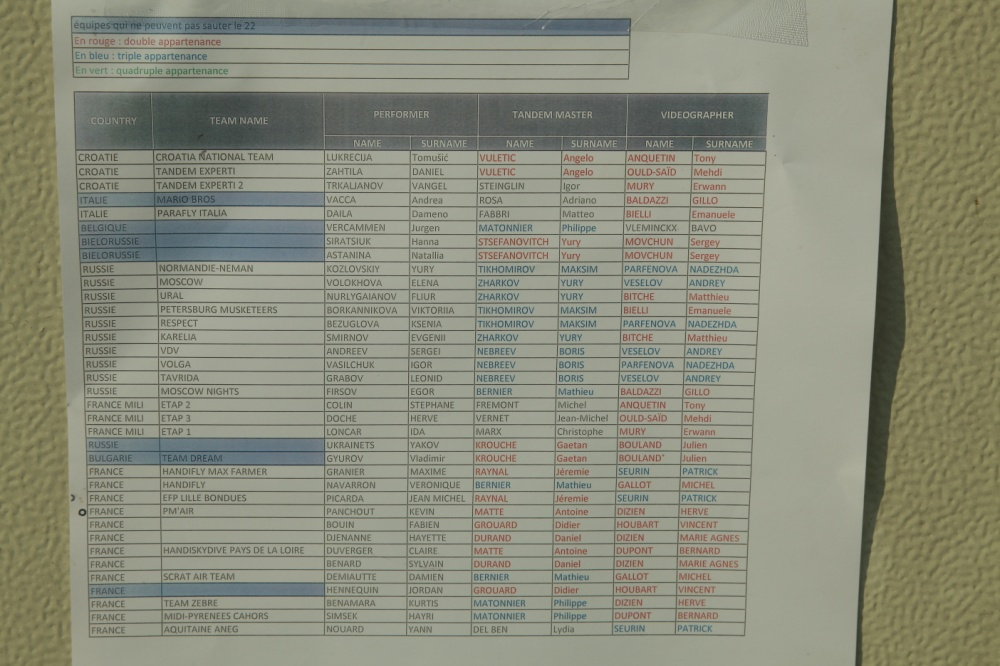 équipes qui ne peuvent pas sauter le 22
En rouge : double appartenance
En bleu : triple appartenance
En vert : quadruple appartenance
COUNTRY TEAM NAME PERFORMER TANDEM MASTER VIDEOGRAPHER
NAME SURNAME NAME SURNAME NAME SURNAME
CROATIE CROATIA NATIONAL TEAM LUKRECIJA Tomušić VULETIC Angelo ANQUETIN Tony
CROATIE TANDEM EXPERTI ZAHTILA DANIEL VULETIC Angelo OULD-SAÏD Mehdi
CROATIE TANDEM EXPERTI 2 TRKALJANOV VANGEL STEINGLIN Igor MURY Erwann
ITALIE MARIO BROS VACCA Andrea ROSA Adriano BALDAZZI GILLO
ITALIE PARAFLY ITALIA DAILA Dameno FABBRI Matteo BIELLI Emanuele
BELGIQUE VERCAMMEN Jurgen MATONNIER Philippe VLEMINCKX BAVO
BIELORUSSIE SIRATSIUK Hanna STSEFANOVITCH Yury MOVCHUN Sergey
BIELORUSSIE ASTANINA Natallia STSEFANOVITCH Yury MOVCHUN Sergey
RUSSIE NORMANDIE-NEMAN KOZLOVSKIY YURY TIKHOMIROV MAKSIM PARFENOVA NADEZHDA
RUSSIE MOSCOW VOLOKHOVA ELENA ZHARKOV YURY VESELOV ANDREY
RUSSIE URAL NURLYGAIANOV FLIUR ZHARKOV YURY BITCHE Matthieu
RUSSIE PETERSBURG MUSKETEERS BORKANNIKOVA VIKTORIIA TIKHOMIROV MAKSIM BIELLI Emanuele
RUSSIE RESPECT BEZUGLOVA KSENIA TIKHOMIROV MAKSIM PARFENOVA NADEZHDA
RUSSIE KARELIA SMIRNOV EVGENII ZHARKOV YURY BITCHE Matthieu
RUSSIE VDV ANDREEV SERGEI NEBREEV BORIS VESELOV ANDREY
RUSSIE VOLGA VASILCHUK IGOR NEBREEV BORIS PARFENOVA NADEZHDA
RUSSIE TAVRIDA GRABOV LEONID NEBREEV BORIS VESELOV ANDREY
RUSSIE MOSCOW NIGHTS FIRSOV EGOR BERNIER Mathieu BALDAZZI GILLO
FRANCE MILI ETAP 2 COLIN STEPHANE FREMONT Michel ANQUETIN Tony
FRANCE MILI ETAP 3 DOCHE HERVE VERNET Jean-Michel OULD-SAÏD Mehdi
FRANCE MILI ETAP 1 LONCAR IDA MARX Christophe MURY Erwann
RUSSIE UKRAINETS YAKOV KROUCHE Gaetan BOULAND Julien
BULGARIE TEAM DREAM GYUROV Vladimir KROUCHE Gaetan BOULAND Julien
FRANCE HANDIFLY MAX FARMER GRANIER MAXIME RAYNAL Jéremie SEURIN PATRICK
FRANCE HANDIFLY NAVARRON VERONIQUE BERNIER Mathieu GALLOT MICHEL
FRANCE EFP LILLE BONDUES PICARDA JEAN MICHEL RAYNAL Jéremie SEURIN PATRICK
FRANCE PM'AIR PANCHOUT KEVIN MATTE Antoine DIZIEN HERVE
FRANCE BOUIN FABIEN GROUARD Didier HOUBART VINCENT
FRANCE DJENANNE HAYETTE DURAND Daniel DIZIEN MARIE AGNES
FRANCE HANDISKYDIVE PAYS DE LA LOIRE DUVERGER CLAIRE MATTE Antoine DUPONT BERNARD
FRANCE BENARD SYLVAIN DURAND Daniel DIZIEN MARIE AGNES
FRANCE SCRAT AIR TEAM DEMIAUTTE DAMIEN BERNIER Mathieu GALLOT MICHEL
FRANCE HENNEQUIN JORDAN GROUARD Didier HOUBART VINCENT
FRANCE TEAM ZEBRE BENAMARA KURTIS MATONNIER Philippe DIZIEN HERVE
FRANCE MIDI-PYRENEES CAHORS SIMSEK HAYRI MATONNIER Philippe DUPONT BERNARD
FRANCE AQUITAINE ANEG NOUARD YANN DEL BEN Lydia SEURIN PATRICK